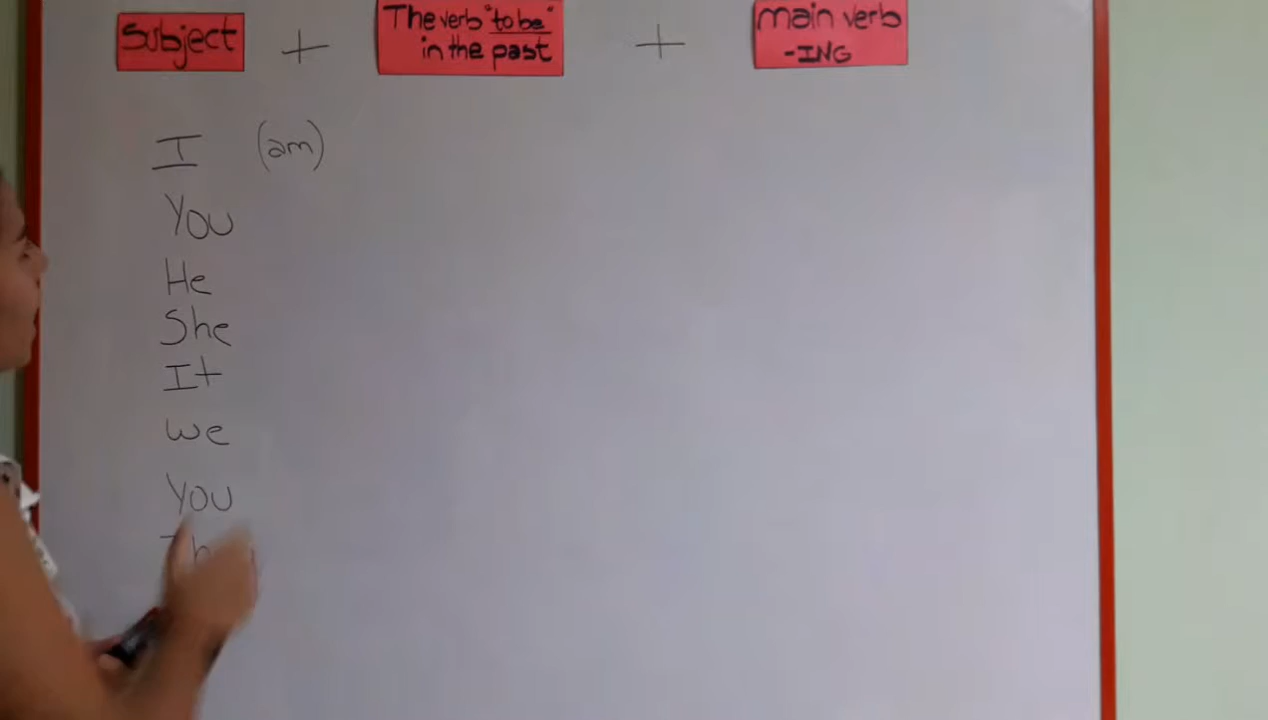 Subject + The verb "to be" + main verb
in the past -ING
I (am)
You
He
She
It
we
You